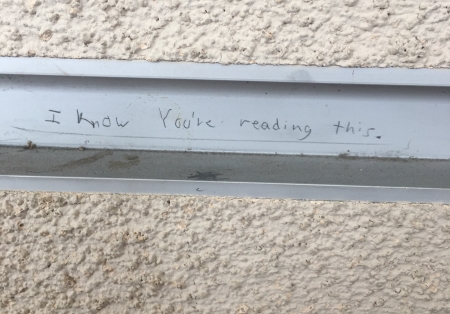 I Know You're reading this.